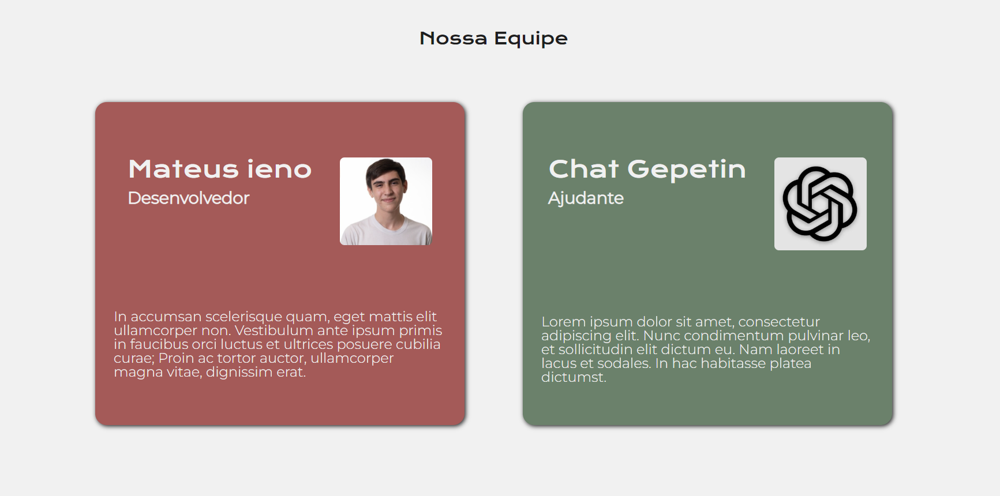 Nossa Equipe
Mateus ieno
Desenvolvedor
In accumsan scelerisque quam, eget mattis elit
ullamcorper non. Vestibulum ante ipsum primis
in faucibus orci luctus et ultrices posuere cubilia
curae; Proin ac tortor auctor, ullamcorper
magna vitae, dignissim erat.
Chat Gepetin
Ajudante
Lorem ipsum dolor sit amet, consectetur
adipiscing elit. Nunc condimentum pulvinar leo,
et sollicitudin elit dictum eu. Nam laoreet in
lacus et sodales. In hac habitasse platea
dictumst.